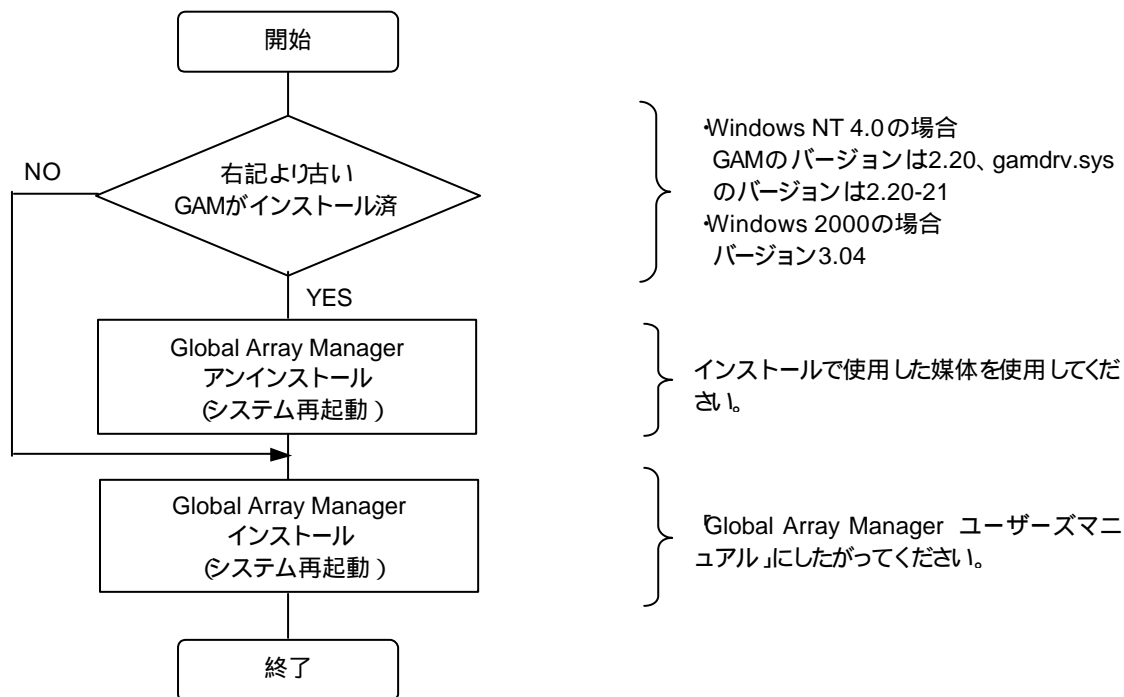 開始
右記より古い
GAMがインストール済
NO
YES
・Windows NT 4.0の場合
GAMのバージョンは2.20、gamdrv.sys
のバージョンは2.20-21
・Windows 2000の場合
バージョン3.04
Global Array Manager
アンインストール
(システム再起動)
インストールで使用した媒体を使用してくだ
さい。
Global Array Manager
インストール
(システム再起動)
「Global Array Manager ユーザーズマニ
ュアル」にしたがってください。
終了